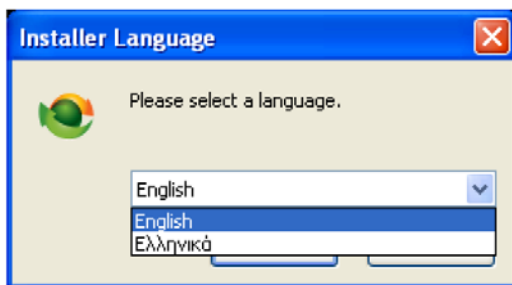 Installer Language
Please select a language.
English
English
Ελληνικά